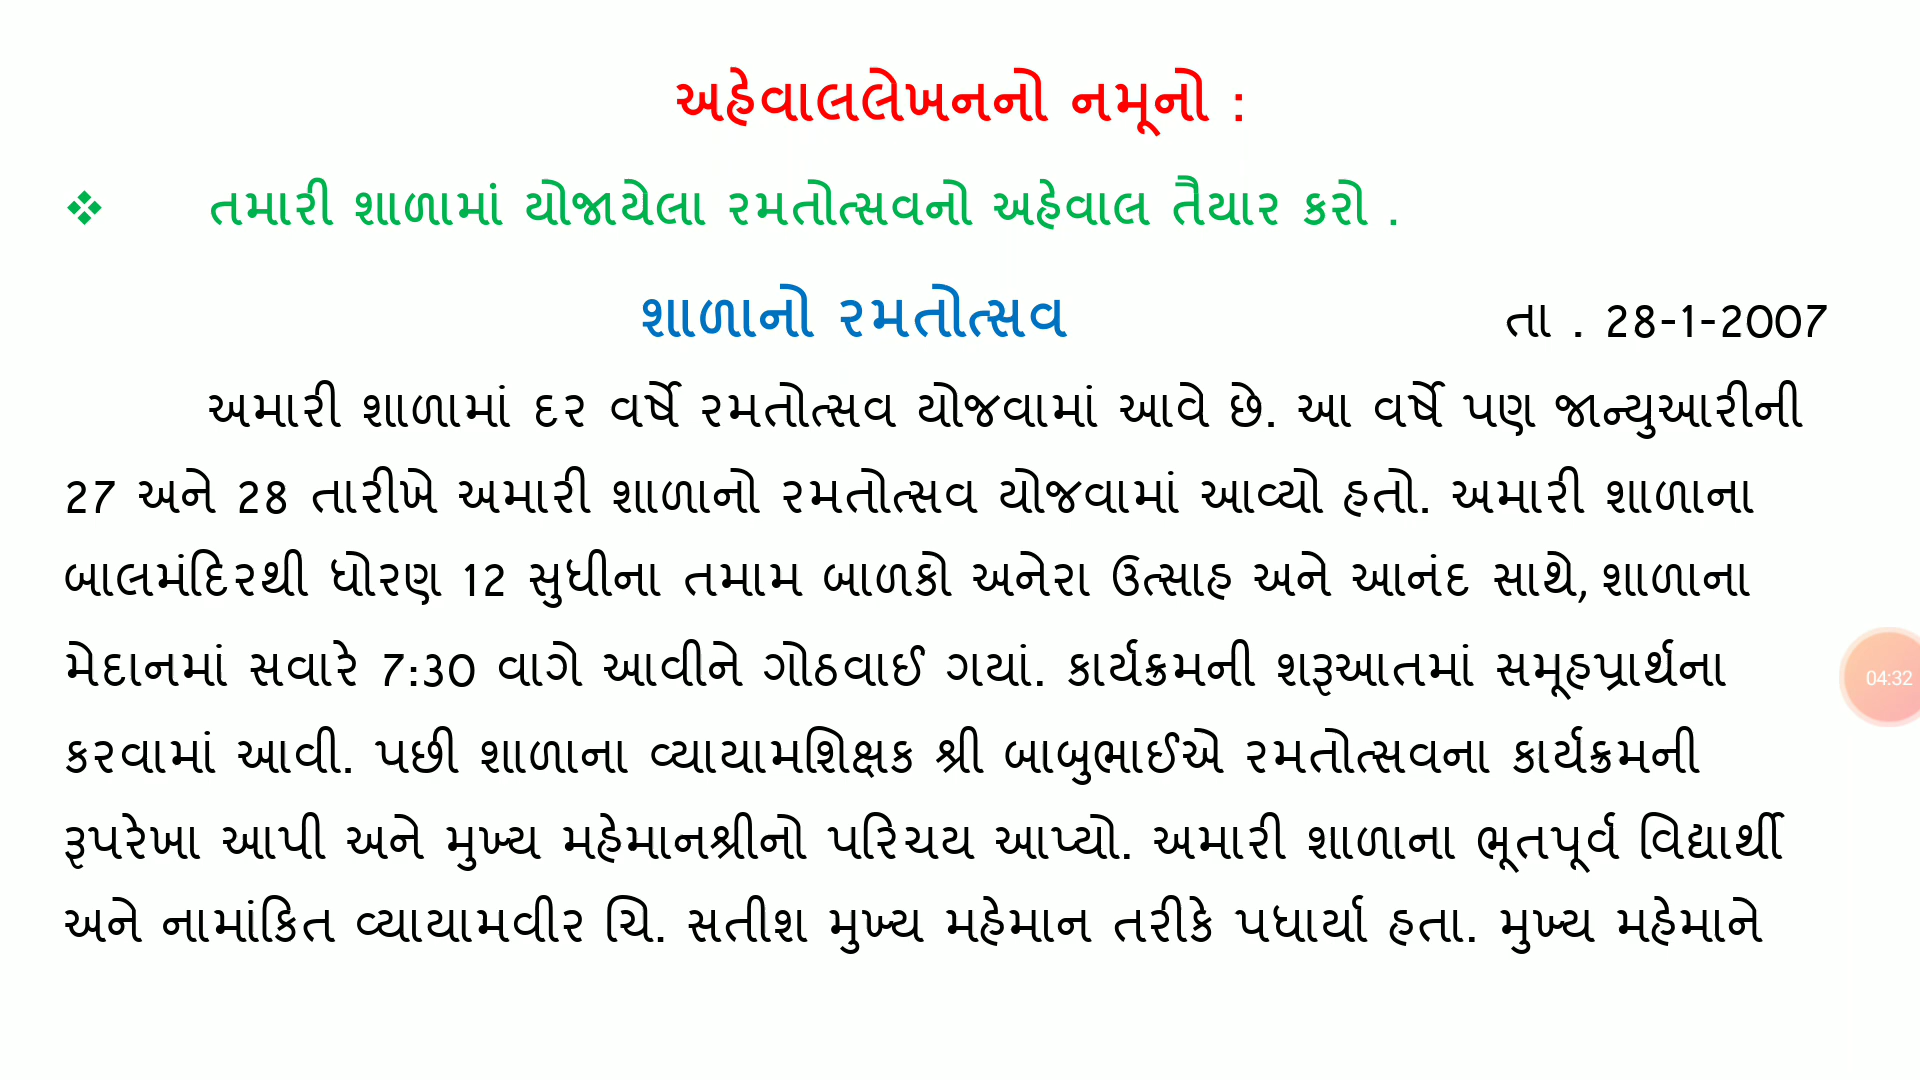 અહેવાલલેખનનો નમૂનો :
❖ તમારી શાળામાં યોજાયેલા રમતોત્સવનો અહેવાલ તૈયાર કરો .
શાળાનો રમતોત્સવ તા . 28-1-2007
અમારી શાળામાં દર વર્ષે રમતોત્સવ યોજવામાં આવે છે. આ વર્ષે પણ જાન્યુઆરીની
27 અને 28 તારીખે અમારી શાળાનો રમતોત્સવ યોજવામાં આવ્યો હતો. અમારી શાળાના
બાલમંદિરથી ધોરણ 12 સુધીના તમામ બાળકો અનેરા ઉત્સાહ અને આનંદ સાથે, શાળાના
મેદાનમાં સવારે 7:30 વાગે આવીને ગોઠવાઈ ગયાં. કાર્યક્રમની શરૂઆતમાં સમૂહપ્રાર્થના
04:32
કરવામાં આવી. પછી શાળાના વ્યાયામશિક્ષક શ્રી બાબુભાઈએ રમતોત્સવના કાર્યક્રમની
રૂપરેખા આપી અને મુખ્ય મહેમાનશ્રીનો પરિચય આપ્યો. અમારી શાળાના ભૂતપૂર્વ વિદ્યાર્થી
અને નામાંકિત વ્યાયામવીર ચિ. સતીશ મુખ્ય મહેમાન તરીકે પધાર્યા હતા. મુખ્ય મહેમાને